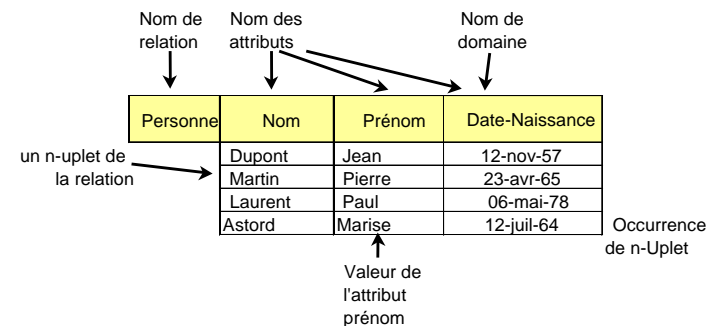 Nom de
relation
Nom des
attributs
Nom de
domaine
Personne Nom Prénom Date-Naissance
un n-uplet de
la relation
Dupont Jean 12-nov-57
Martin Pierre 23-avr-65
Laurent Paul 06-mai-78
Astord Marise 12-juil-64
Occurrence
de n-Uplet
Valeur de
l'attribut
prénom